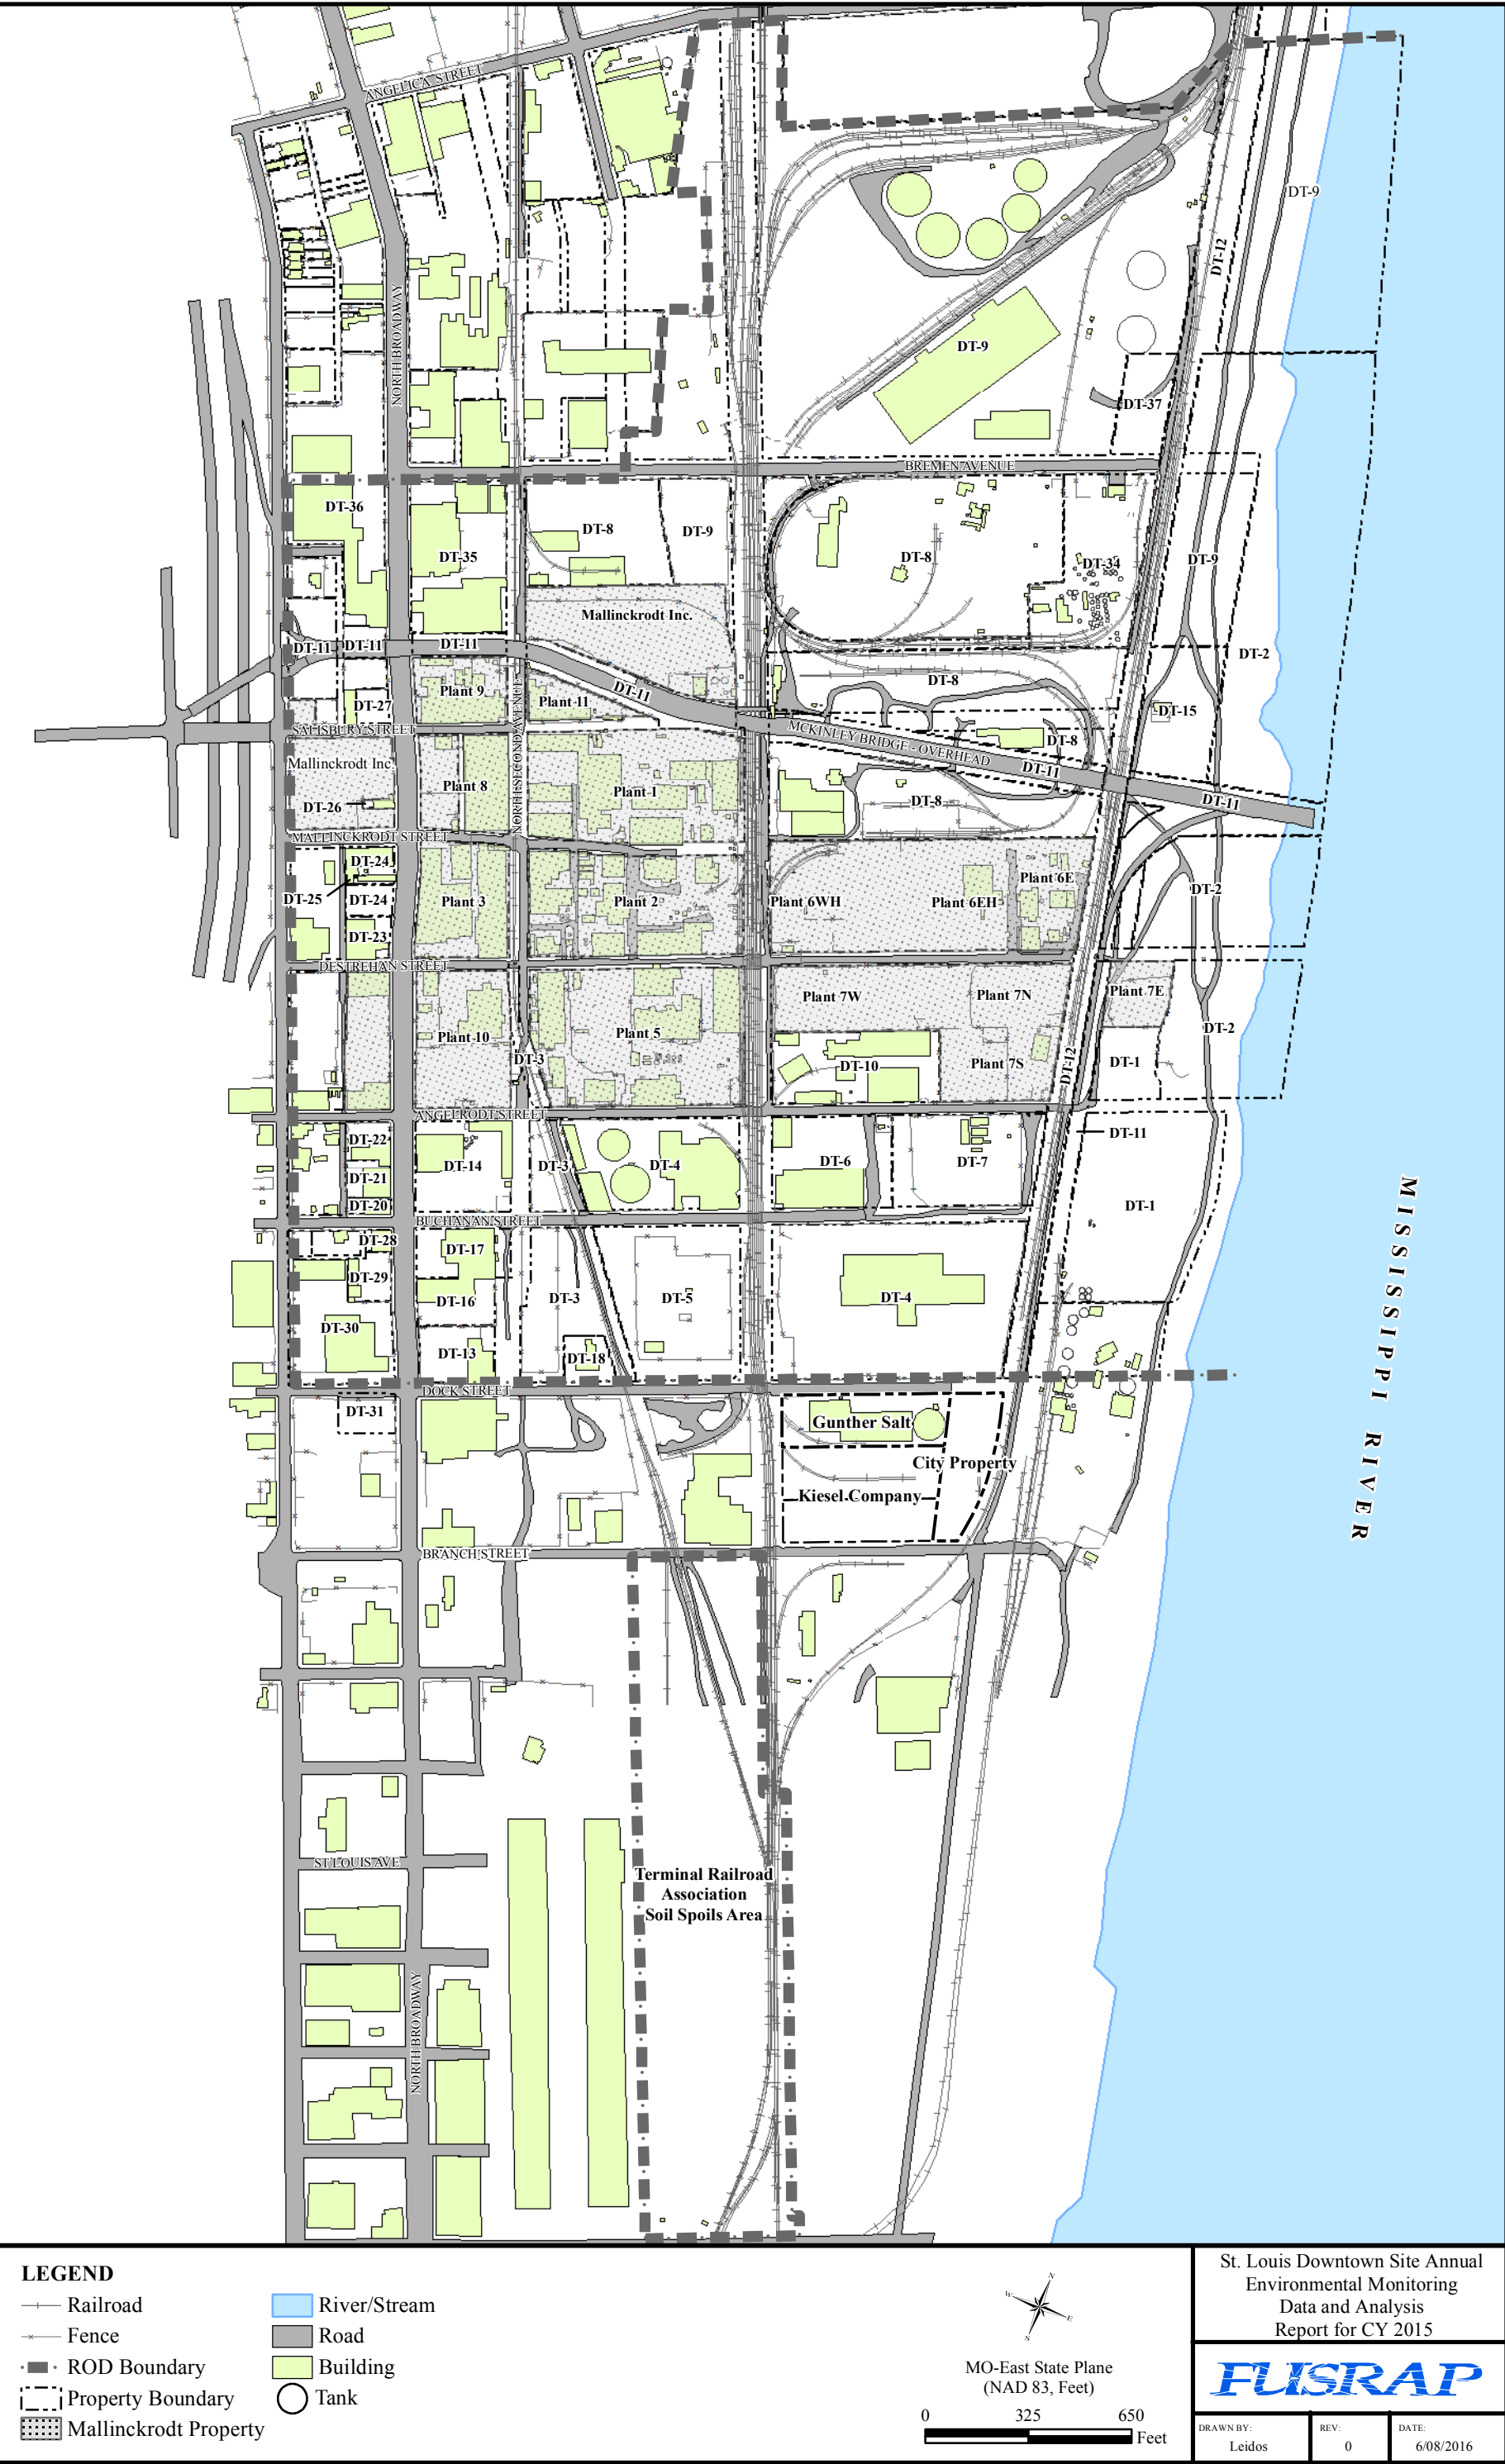 ANGELICA STREET
DT-9
DT-12
NORTH BROADWAY
DT-9
DT-37
BREMEN AVENUE
DT-36
DT-8
DT-9
DT-35
DT-8
DT-34
DT-9
Mallinckrodt Inc.
DT-11
DT-11
DT-11
DT-2
DT-8
Plant 9
DT-11
Plant 11
DT-27
DT-15
SALISBURY STREET
MCKINLEY BRIDGE - OVERHEAD
DT-8
Mallinckrodt Inc.
NORTH SECOND AVENUE
DT-11
Plant 8
Plant 1
DT-8
DT-11
DT-26
MALLINCKRODT STREET
DT-24
Plant 6E
DT-2
DT-25
DT-24
Plant 3
Plant 2
Plant 6WH
Plant 6EH
DT-23
DESTREHAN STREET
Plant 7W
Plant 7N
Plant 7E
DT-2
Plant 10
Plant 5
DT-3
DT-10
Plant 7S
DT-12
DT-1
ANGELRODT STREET
DT-11
DT-22
DT-14
DT-3
DT-4
DT-6
DT-7
DT-21
DT-20
DT-1
BUCHANAN STREET
DT-28
DT-17
DT-29
DT-16
DT-3
DT-5
DT-4
DT-30
DT-13
DT-18
MISSISSIPPI RIVER
DOCK STREET
DT-31
Gunther Salt
City Property
Kiesel Company
BRANCH STREET
ST LOUIS AVE
Terminal Railroad
Association
Soil Spoils Area
NORTH BROADWAY
LEGEND
Railroad
Fence
ROD Boundary
Property Boundary
Mallinckrodt Property
River/Stream
Road
Building
Tank
N
W
E
S
MO-East State Plane
(NAD 83, Feet)
0 325 650
Feet
St. Louis Downtown Site Annual
Environmental Monitoring
Data and Analysis
Report for CY 2015
FUSRAP
DRAWN BY:
Leidos
REV:
0
DATE:
6/08/2016